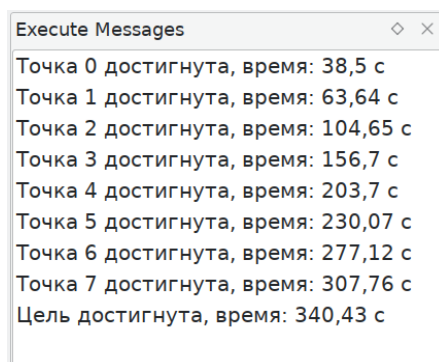 Execute Messages
Точка 0 достигнута, время: 38,5 с
Точка 1 достигнута, время: 63,64 с
Точка 2 достигнута, время: 104,65 с
Точка 3 достигнута, время: 156,7 с
Точка 4 достигнута, время: 203,7 с
Точка 5 достигнута, время: 230,07 с
Точка 6 достигнута, время: 277,12 с
Точка 7 достигнута, время: 307,76 с
Цель достигнута, время: 340,43 с